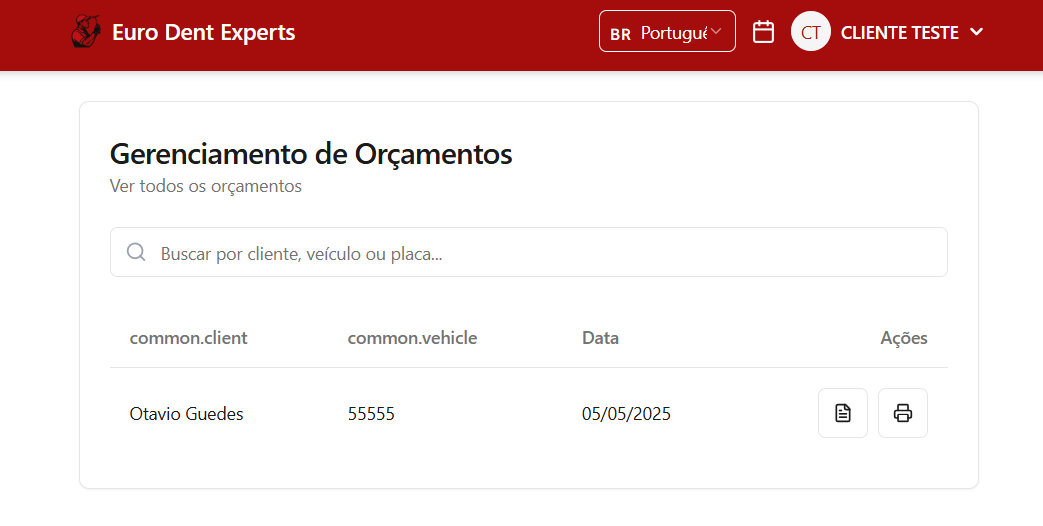 Euro Dent Experts
BR Portugu
CT
CLIENTE TESTE
Gerenciamento de Orçamentos
Ver todos os orçamentos
Buscar por cliente, veículo ou placa...
common.client common.vehicle Data Ações
Otavio Guedes 55555 05/05/2025